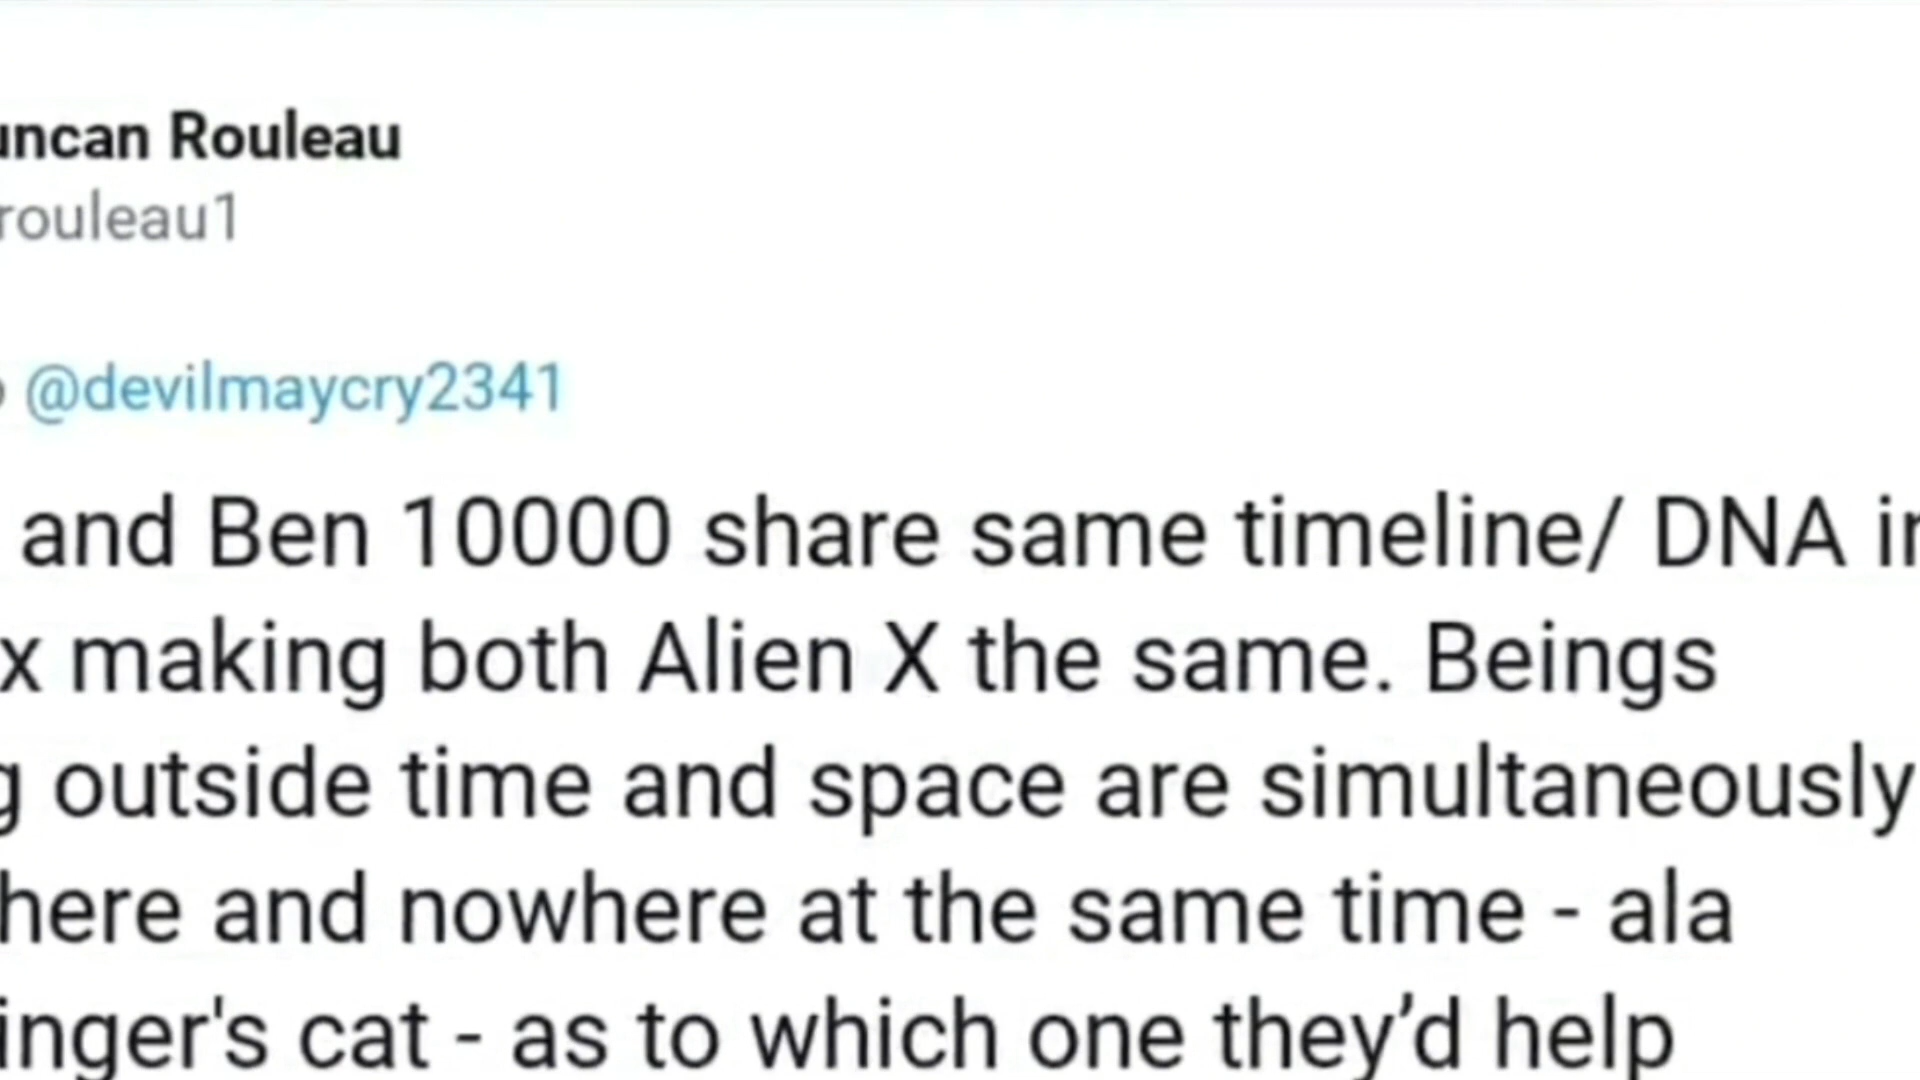 uncan Rouleau
rouleau1
@devilmaycry2341
and Ben 10000 share same timeline/ DNA in
x making both Alien X the same. Beings
g outside time and space are simultaneously
here and nowhere at the same time - ala
inger's cat - as to which one they’d help